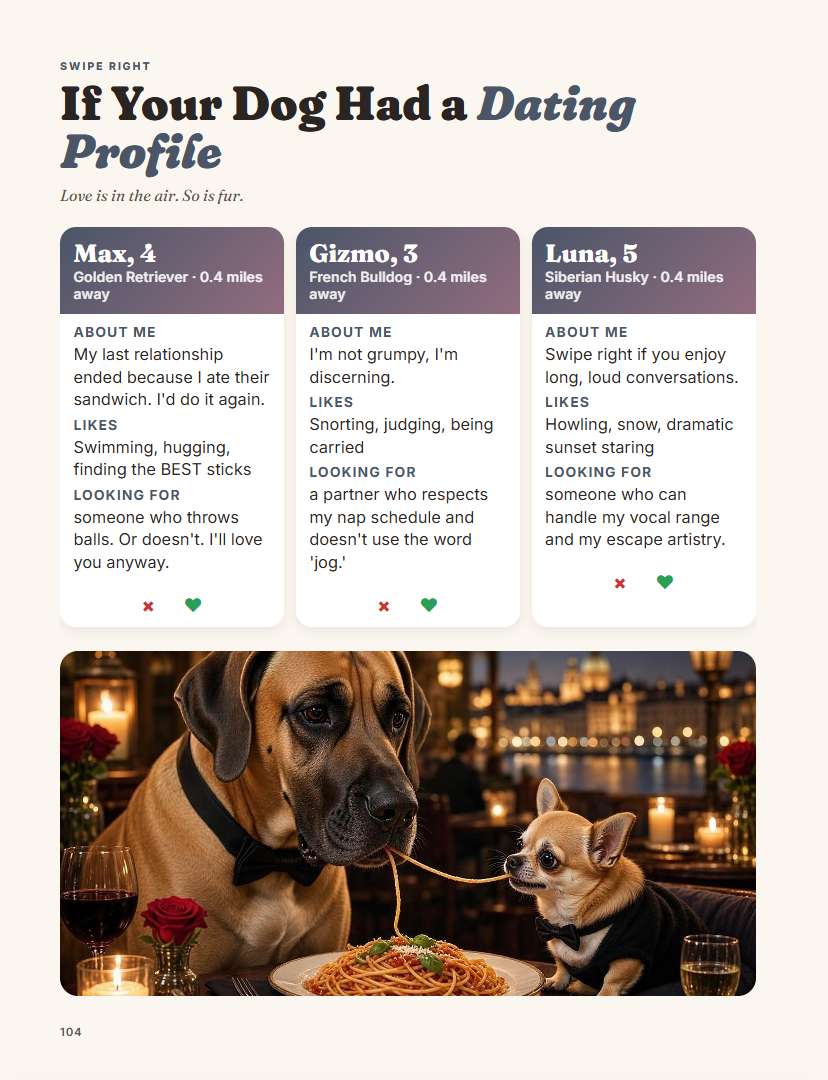 SWIPE RIGHT
If Your Dog Had a Dating
Profile
Love is in the air. So is fur.
Max, 4
Golden Retriever · 0.4 miles
away
ABOUT ME
My last relationship
ended because I ate their
sandwich. I'd do it again.
LIKES
Swimming, hugging,
finding the BEST sticks
LOOKING FOR
someone who throws
balls. Or doesn't. I'll love
you anyway.
Gizmo, 3
French Bulldog · 0.4 miles
away
ABOUT ME
I'm not grumpy, I'm
discerning.
LIKES
Snorting, judging, being
carried
LOOKING FOR
a partner who respects
my nap schedule and
doesn't use the word
'jog.'
Luna, 5
Siberian Husky · 0.4 miles
away
ABOUT ME
Swipe right if you enjoy
long, loud conversations.
LIKES
Howling, snow, dramatic
sunset staring
LOOKING FOR
someone who can
handle my vocal range
and my escape artistry.
104